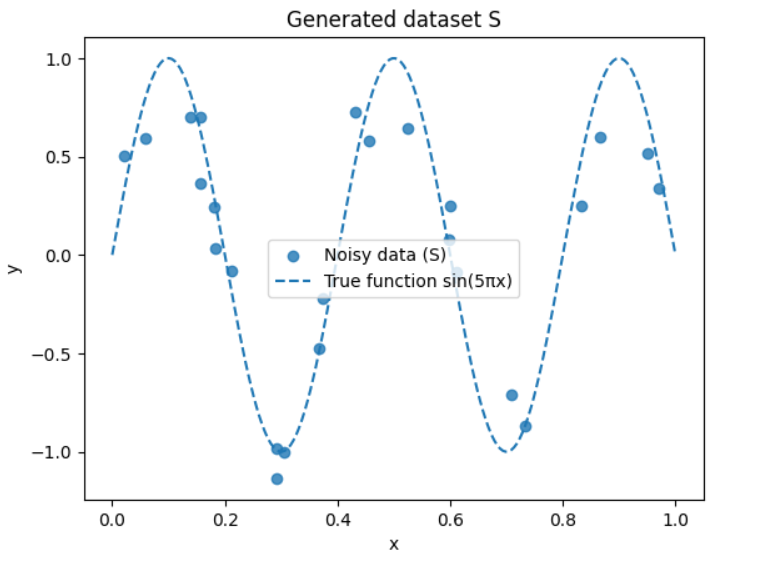 Generated dataset S
1.0
0.5
0.0
−0.5
−1.0
y
Noisy data (S)
True function sin(5πx)
0.0 0.2 0.4 0.6 0.8 1.0
x